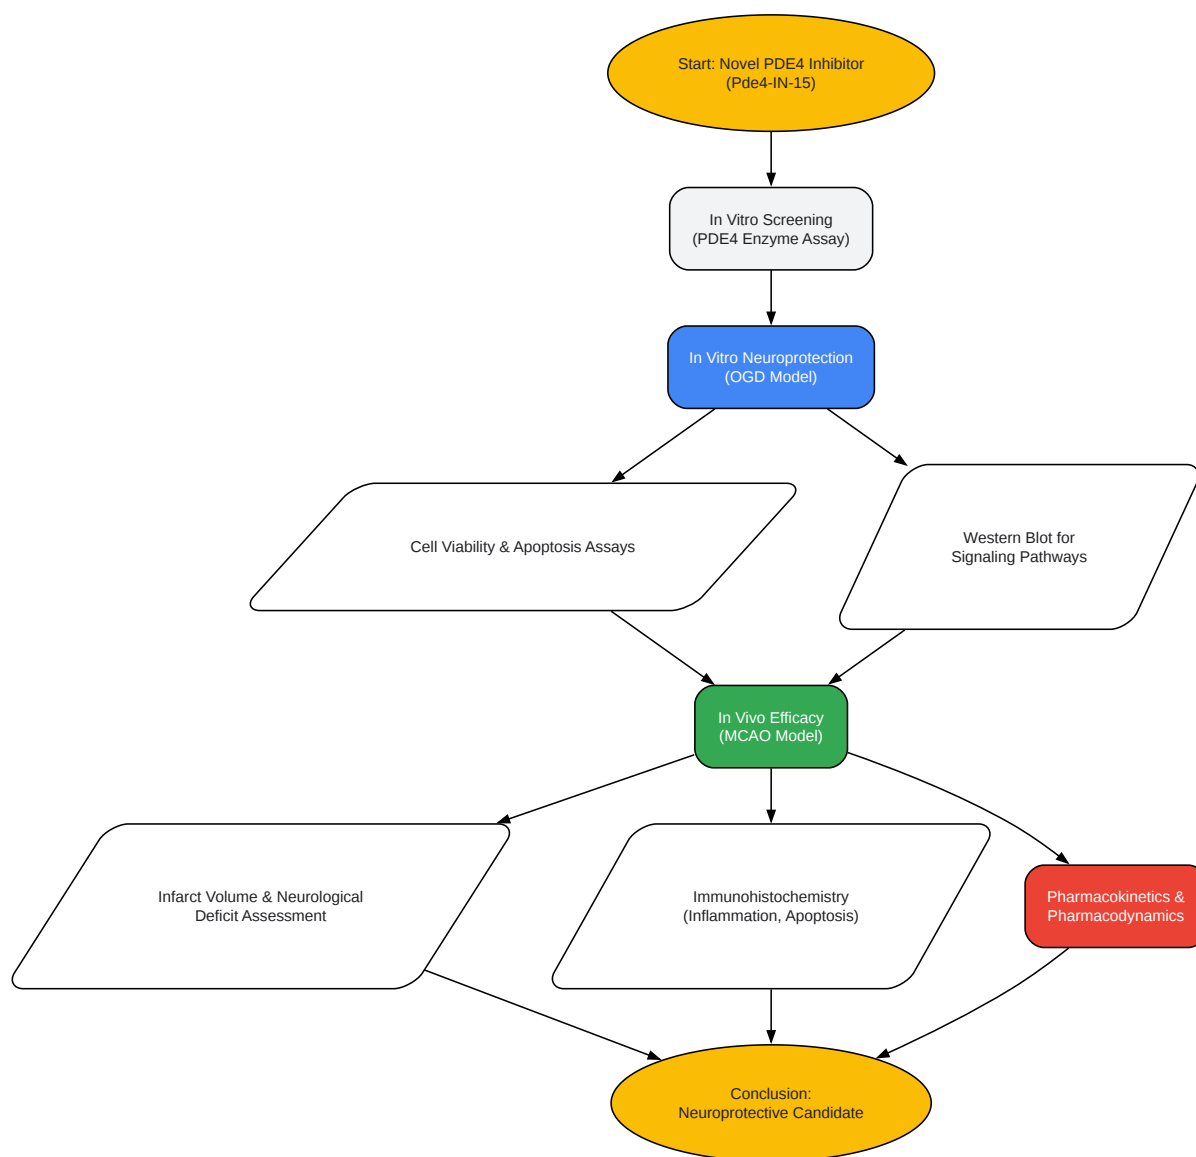 Start: Novel PDE4 Inhibitor
(Pde4-IN-15)
In Vitro Screening
(PDE4 Enzyme Assay)
In Vitro Neuroprotection
(OGD Model)
Cell Viability & Apoptosis Assays
Western Blot for
Signaling Pathways
In Vivo Efficacy
(MCAO Model)
Infarct Volume & Neurological
Deficit Assessment
Immunohistochemistry
(Inflammation, Apoptosis)
Pharmacokinetics &
Pharmacodynamics
Conclusion:
Neuroprotective Candidate